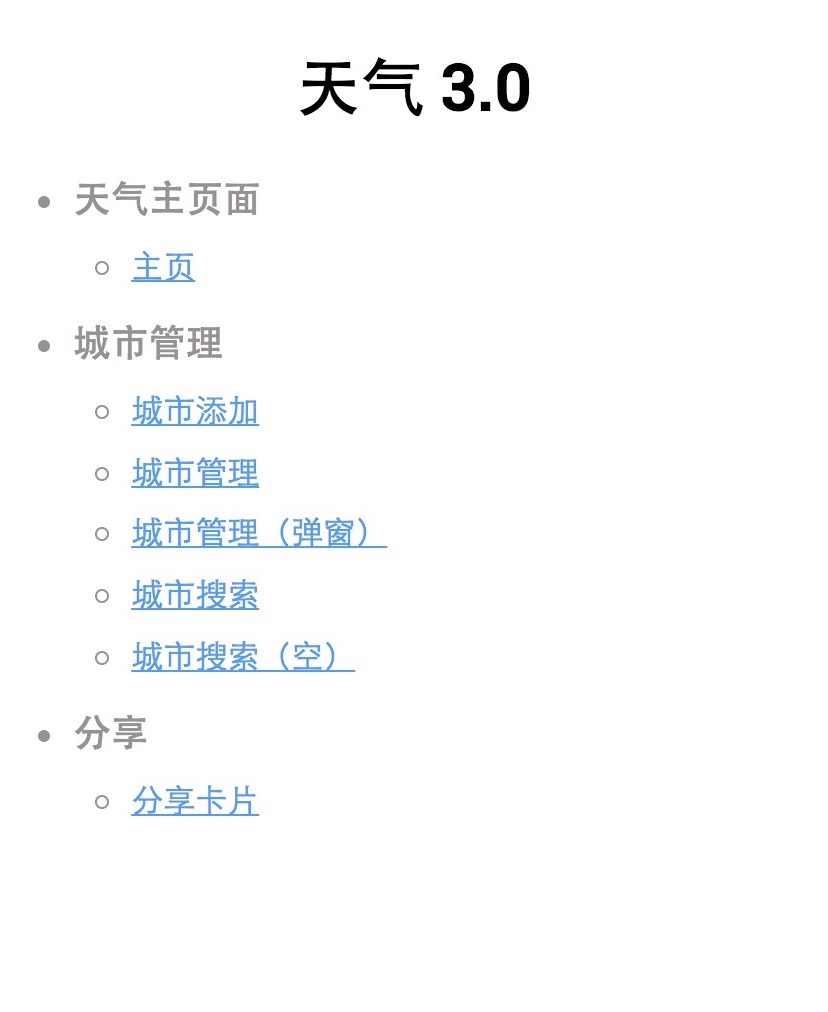 天气 3.0
天气主页面
主页
城市管理
城市添加
城市管理
城市管理（弹窗）
城市搜索
城市搜索（空）
分享
分享卡片